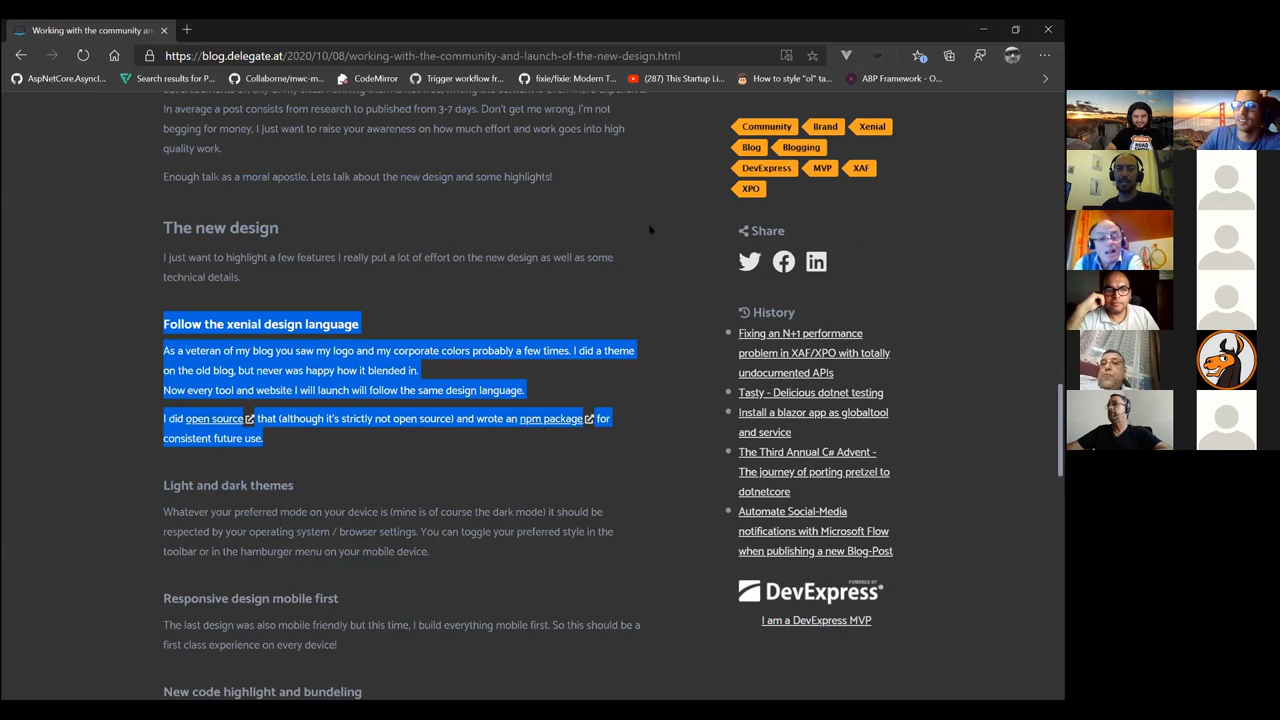 Working with the community an
https://blog.delegate.at/2020/10/08/working-with-the-community-and-launch-of-the-new-design.html
AspNetCore.AsyncI...
Search results for P...
Collaborne/mwc-m...
CodeMirror
Trigger workflow fr...
fixie/fixie: Modern T...
(287) This Startup Li...
How to style "ol" ta...
ABP Framework - O...
In average a post consists from research to published from 3-7 days. Don't get me wrong, I'm not
begging for money, I just want to raise your awareness on how much effort and work goes into high
quality work.
Enough talk as a moral apostle. Lets talk about the new design and some highlights!
The new design
I just want to highlight a few features I really put a lot of effort on the new design as well as some
technical details.
Follow the xenial design language
As a veteran of my blog you saw my logo and my corporate colors probably a few times. I did a theme
on the old blog, but never was happy how it blended in.
Now every tool and website I will launch will follow the same design language.
I did open source that (although it's strictly not open source) and wrote an npm package for
consistent future use.
Light and dark themes
Whatever your preferred mode on your device is (mine is of course the dark mode) it should be
respected by your operating system / browser settings. You can toggle your preferred style in the
toolbar or in the hamburger menu on your mobile device.
Responsive design mobile first
The last design was also mobile friendly but this time, I build everything mobile first. So this should be a
first class experience on every device!
New code highlight and bundeling
Community Brand Xenial
Blog Blogging
DevExpress MVP XAF
XPO
Share
History
Fixing an N+1 performance
problem in XAF/XPO with totally
undocumented APIs
Tasty - Delicious dotnet testing
Install a blazor app as globaltool
and service
The Third Annual C# Advent -
The journey of porting pretzel to
dotnetcore
Automate Social-Media
notifications with Microsoft Flow
when publishing a new Blog-Post
POWERED BY
DevExpress
I am a DevExpress MVP